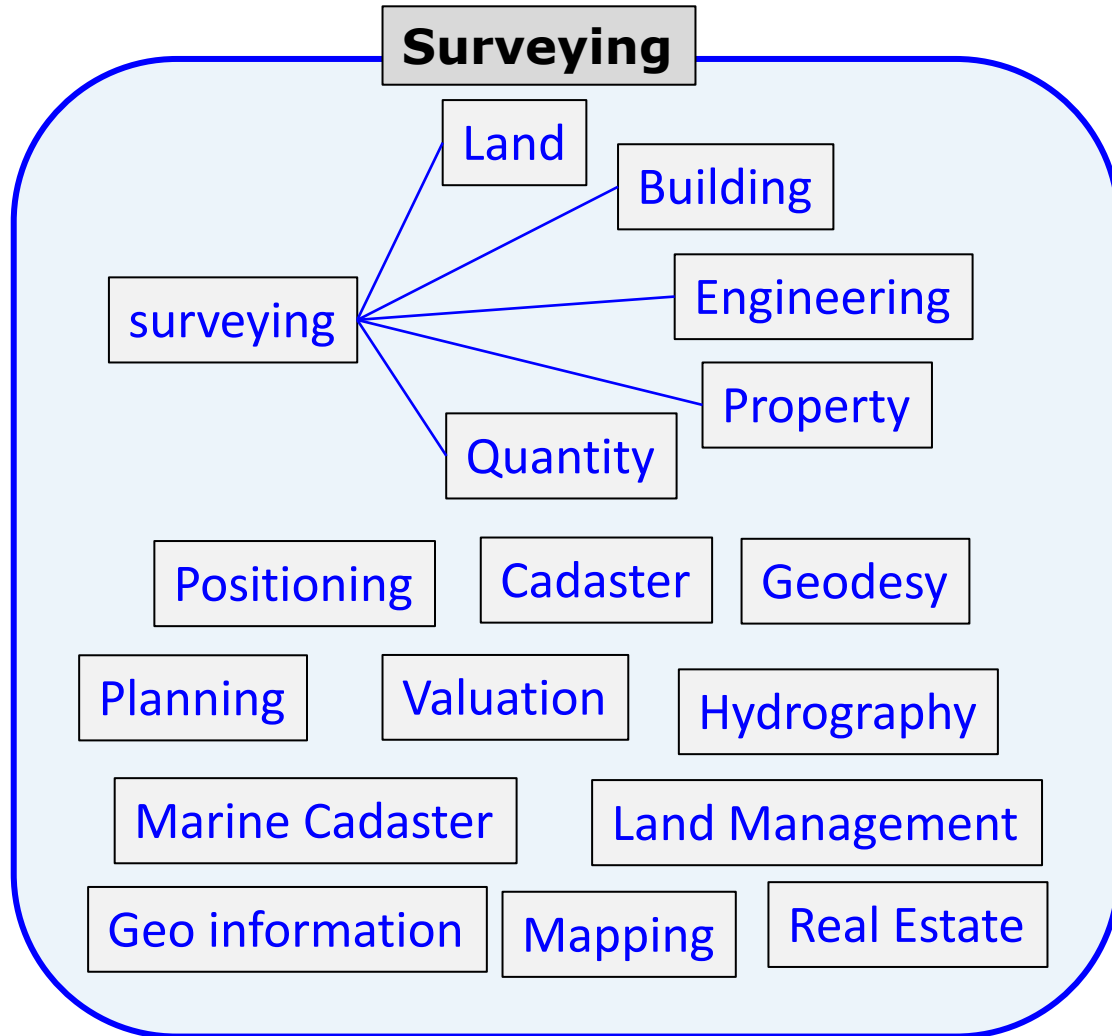 Surveying
Land
Building
surveying
Engineering
Property
Quantity
Positioning
Cadaster
Geodesy
Planning
Valuation
Hydrography
Marine Cadaster
Land Management
Geo information
Mapping
Real Estate